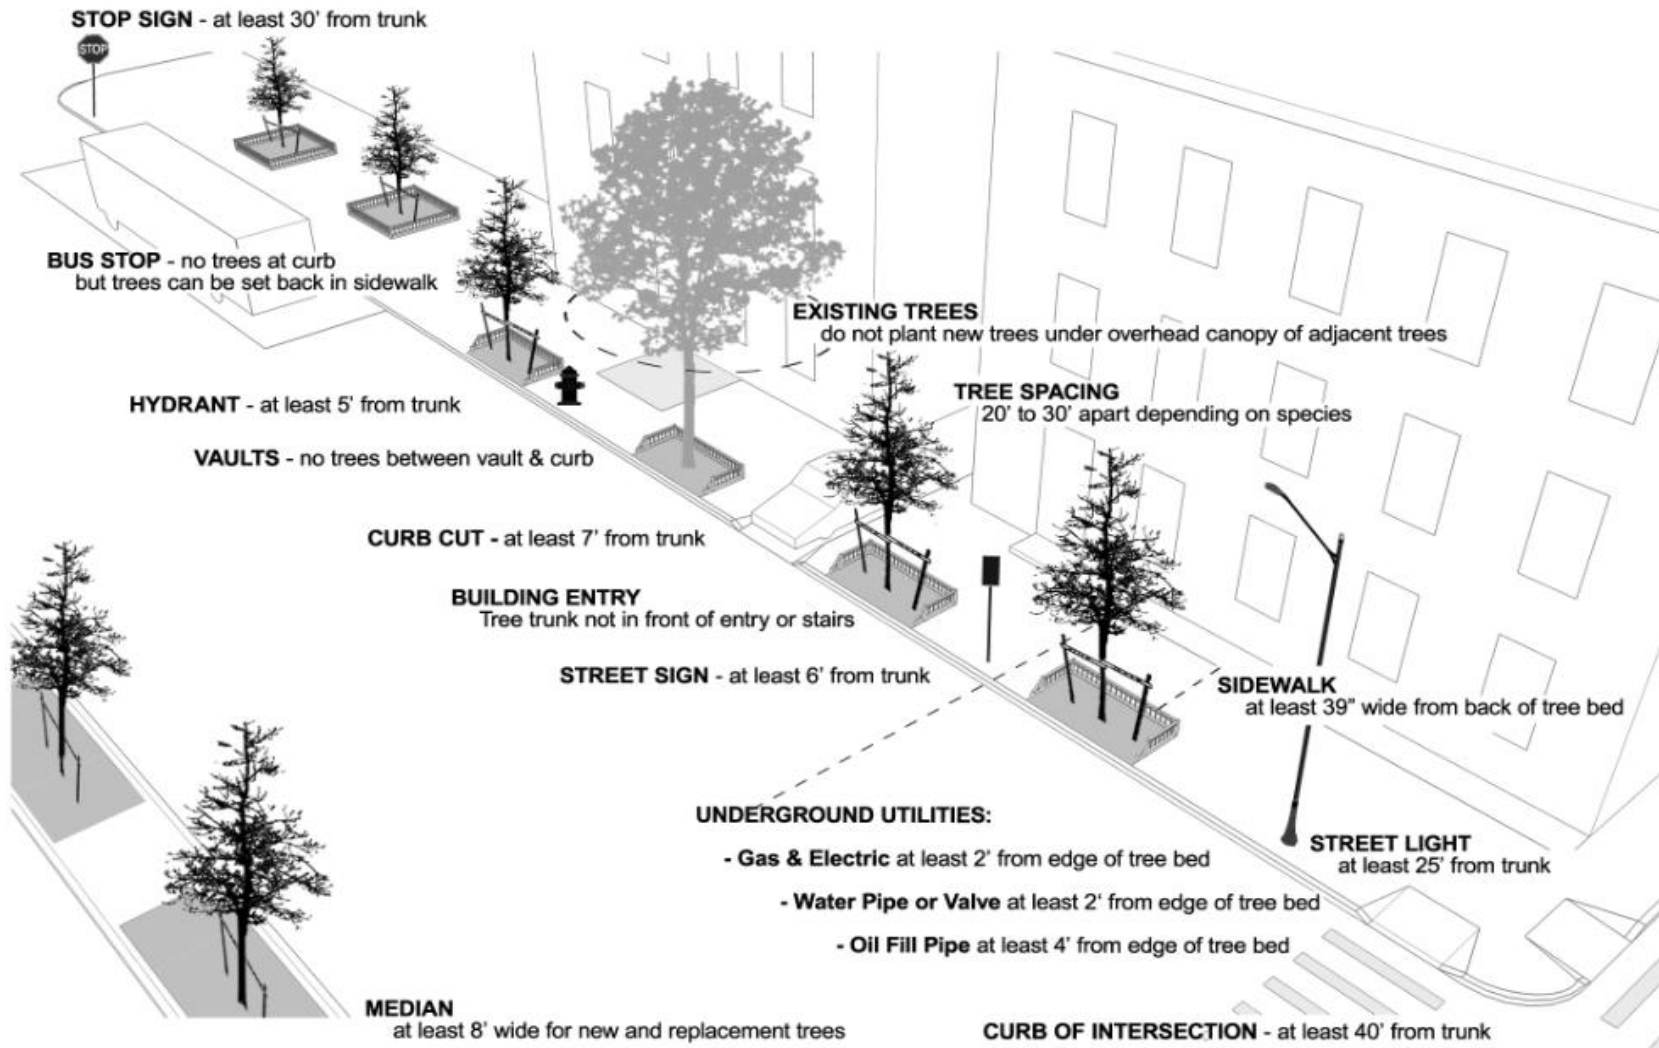 STOP SIGN - at least 30' from trunk
STOP
BUS STOP - no trees at curb
but trees can be set back in sidewalk
EXISTING TREES
do not plant new trees under overhead canopy of adjacent trees
HYDRANT - at least 5' from trunk
TREE SPACING
20' to 30' apart depending on species
VAULTS - no trees between vault & curb
CURB CUT - at least 7' from trunk
BUILDING ENTRY
Tree trunk not in front of entry or stairs
STREET SIGN - at least 6' from trunk
SIDEWALK
at least 39" wide from back of tree bed
UNDERGROUND UTILITIES:
- Gas & Electric at least 2' from edge of tree bed
- Water Pipe or Valve at least 2' from edge of tree bed
- Oil Fill Pipe at least 4' from edge of tree bed
STREET LIGHT
at least 25' from trunk
MEDIAN
at least 8' wide for new and replacement trees
CURB OF INTERSECTION - at least 40' from trunk